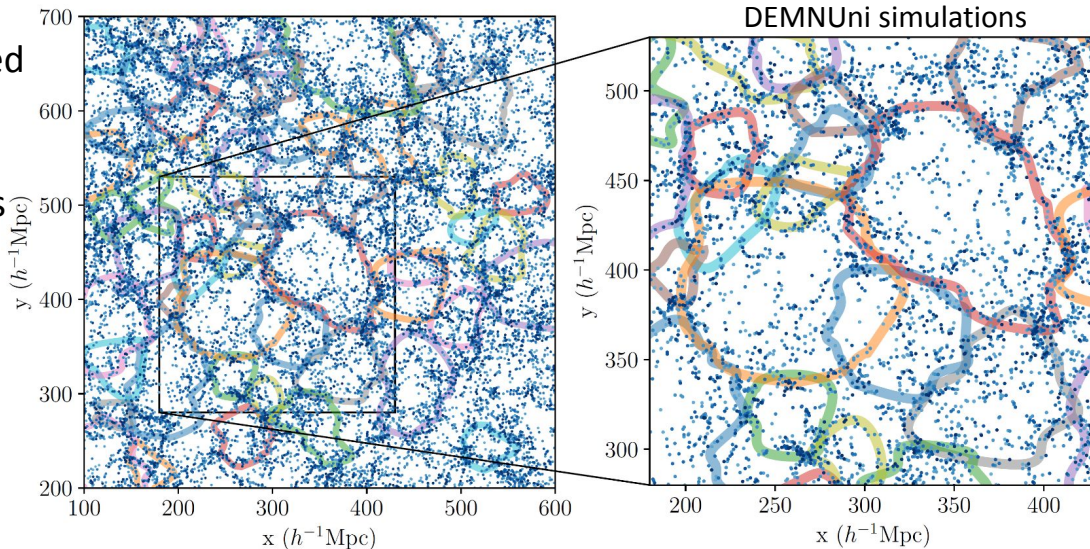 DEMNUni simulations
ed
s
700
600
500
400
300
200
y (h⁻¹Mpc)
100 200 300 400 500 600
x (h⁻¹Mpc)
500
450
400
350
300
y (h⁻¹Mpc)
200 250 300 350 400
x (h⁻¹Mpc)